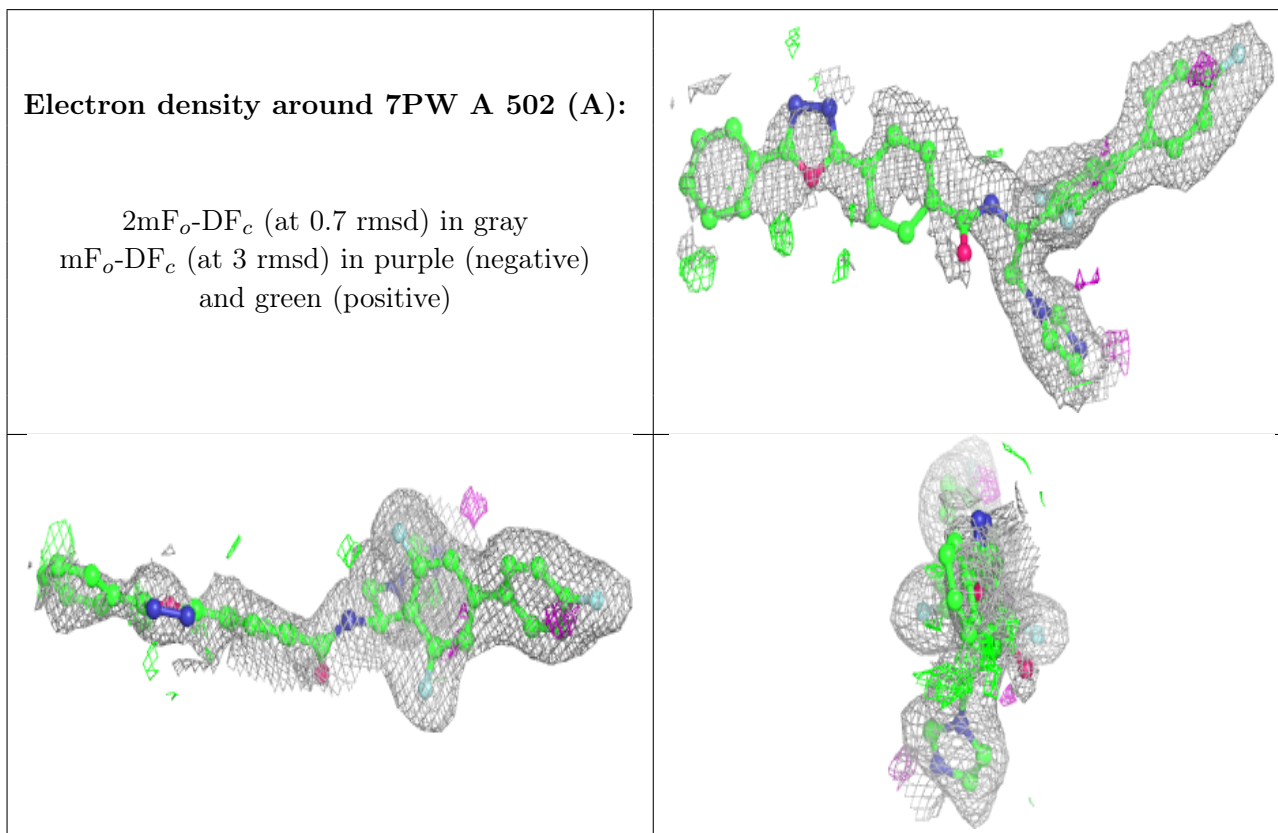 Electron density around 7PW A 502 (A):
2mFo-DFc (at 0.7 rmsd) in gray
mFo-DFc (at 3 rmsd) in purple (negative)
and green (positive)